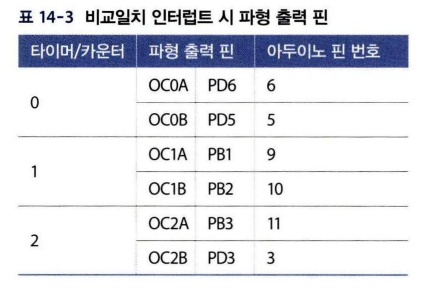 표 14-3 비교일치 인터럽트 시 파형 출력 핀
타이머/카운터 파형 출력 핀 아두이노 핀 번호
0
OC0A PD6 6
OC0B PD5 5
1
OC1A PB1 9
OC1B PB2 10
2
OC2A PB3 11
OC2B PD3 3